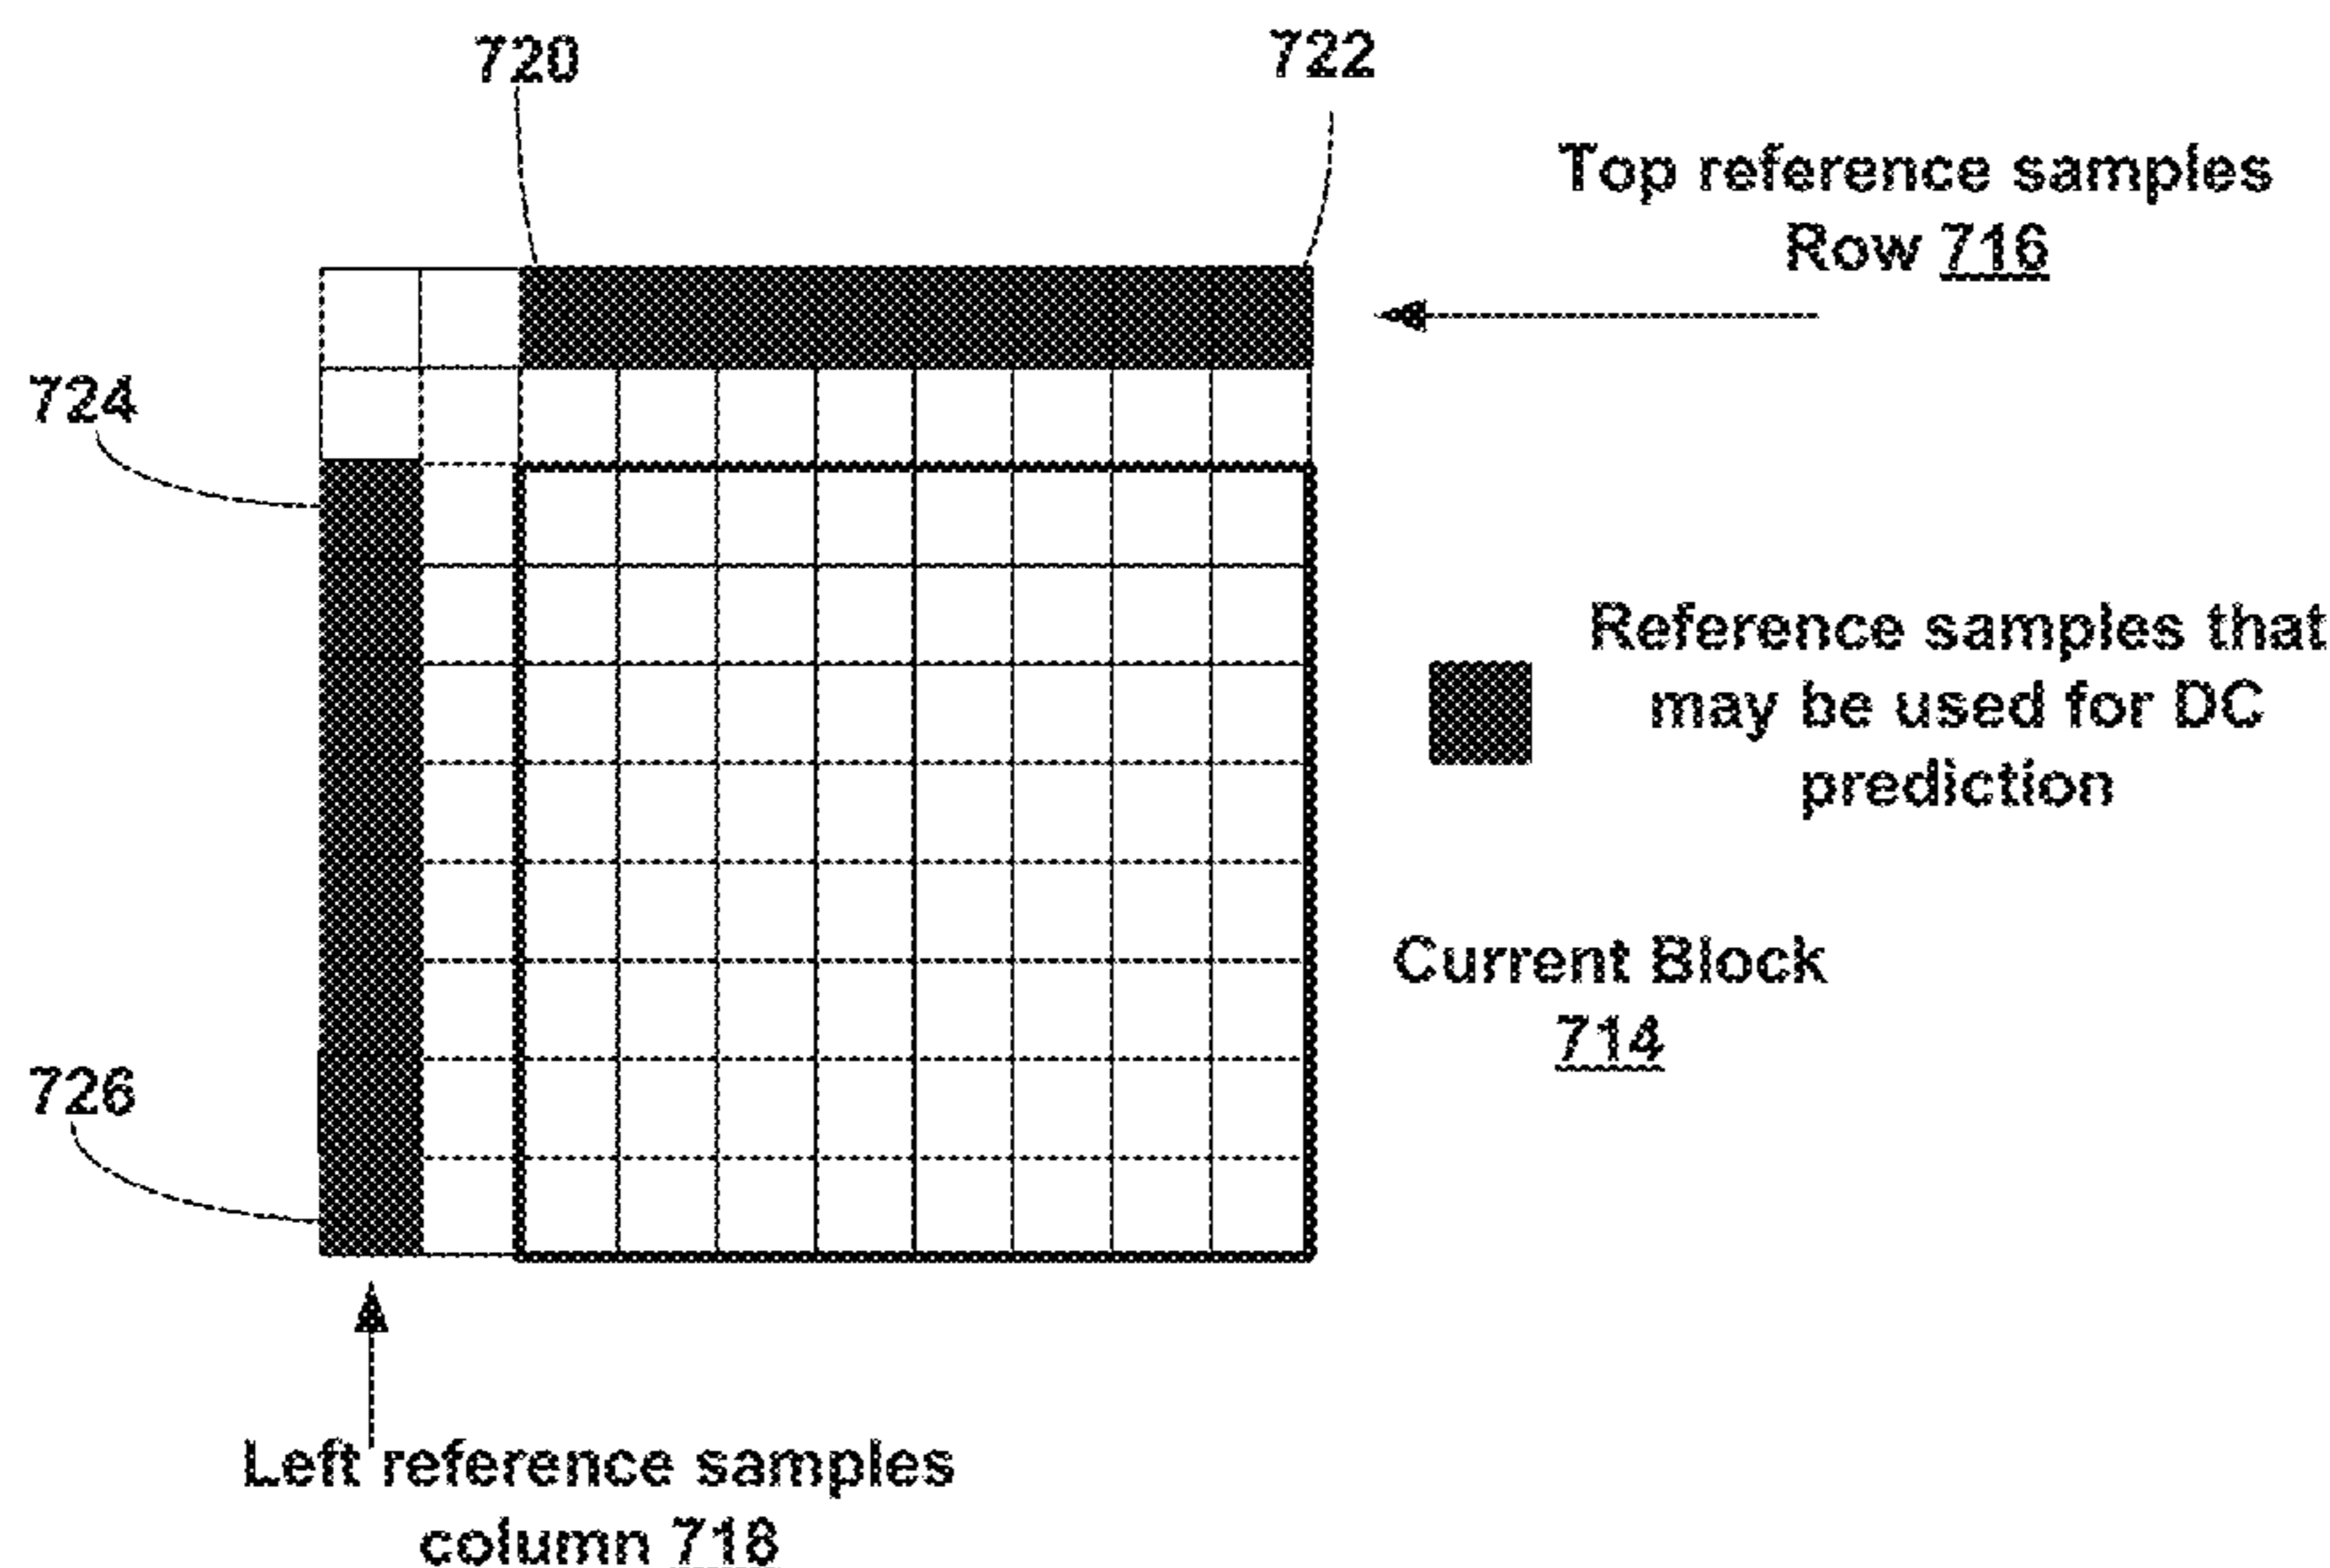 720
722
Top reference samples
Row 716
724
Reference samples that
may be used for DC
prediction
Current Block
714
726
Left reference samples
column 718